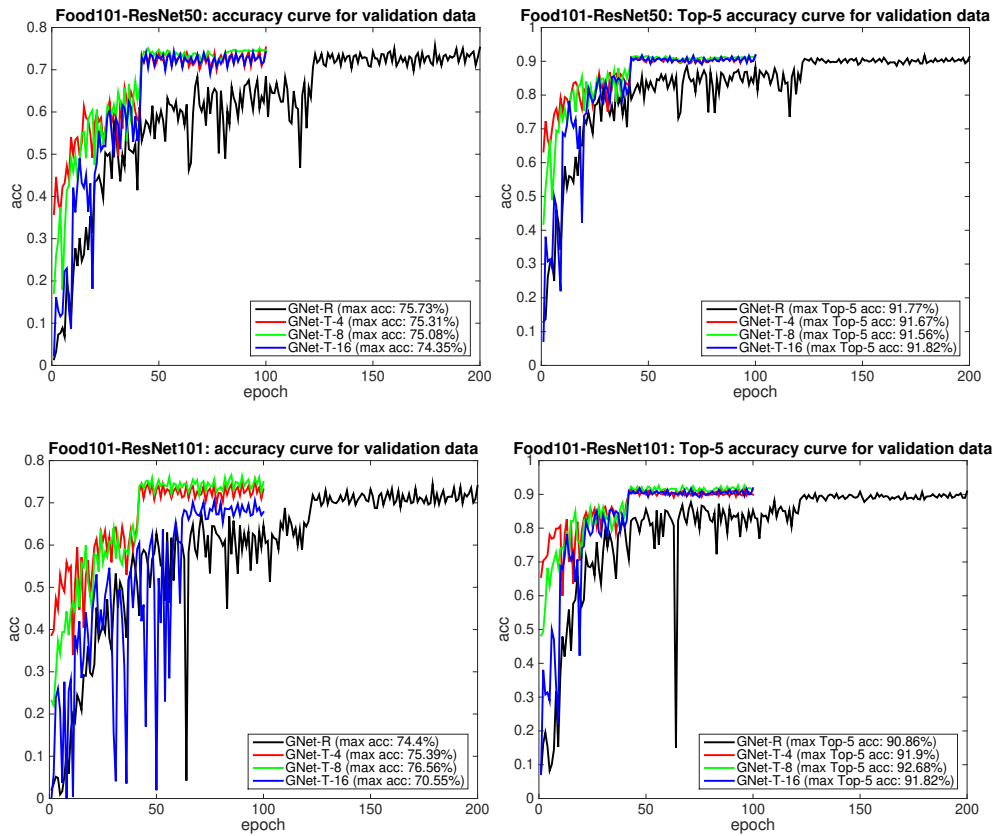 Food101-ResNet50: accuracy curve for validation data
0.8
0.7
0.6
0.5
0.4
0.3
0.2
0.1
0
acc
GNet-R (max acc: 75.73%)
GNet-T-4 (max acc: 75.31%)
GNet-T-8 (max acc: 75.08%)
GNet-T-16 (max acc: 74.35%)
0 50 100 150 200
epoch
Food101-ResNet50: Top-5 accuracy curve for validation data
1
0.9
0.8
0.7
0.6
0.5
0.4
0.3
0.2
0.1
0
acc
GNet-R (max Top-5 acc: 91.77%)
GNet-T-4 (max Top-5 acc: 91.67%)
GNet-T-8 (max Top-5 acc: 91.56%)
GNet-T-16 (max Top-5 acc: 91.82%)
0 50 100 150 200
epoch
Food101-ResNet101: accuracy curve for validation data
0.8
0.7
0.6
0.5
0.4
0.3
0.2
0.1
0
acc
GNet-R (max acc: 74.4%)
GNet-T-4 (max acc: 75.39%)
GNet-T-8 (max acc: 76.56%)
GNet-T-16 (max acc: 70.55%)
0 50 100 150 200
epoch
Food101-ResNet101: Top-5 accuracy curve for validation data
1
0.9
0.8
0.7
0.6
0.5
0.4
0.3
0.2
0.1
0
acc
GNet-R (max Top-5 acc: 90.86%)
GNet-T-4 (max Top-5 acc: 91.9%)
GNet-T-8 (max Top-5 acc: 92.68%)
GNet-T-16 (max Top-5 acc: 91.82%)
0 50 100 150 200
epoch